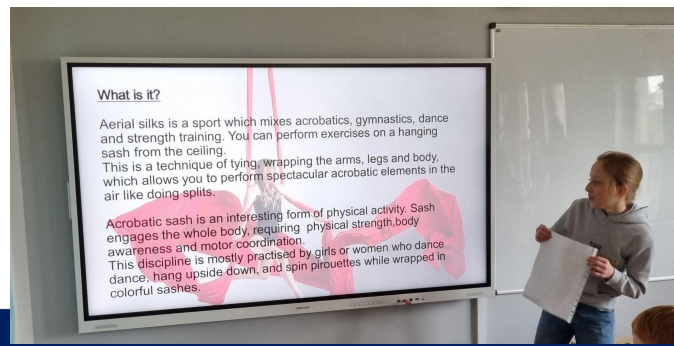 What is it?
Aerial silks is a sport which mixes acrobatics, gymnastics, dance
and strength training. You can perform exercises on a hanging
sash from the ceiling.
This is a technique of tying, wrapping the arms, legs and body,
which allows you to perform spectacular acrobatic elements in the
air like doing splits.
Acrobatic sash is an interesting form of physical activity. Sash
engages the whole body, requiring physical strength,body
awareness and motor coordination.
This discipline is mostly practised by girls or women who dance
dance, hang upside down, and spin pirouettes while wrapped in
colorful sashes.
SAMSUNG